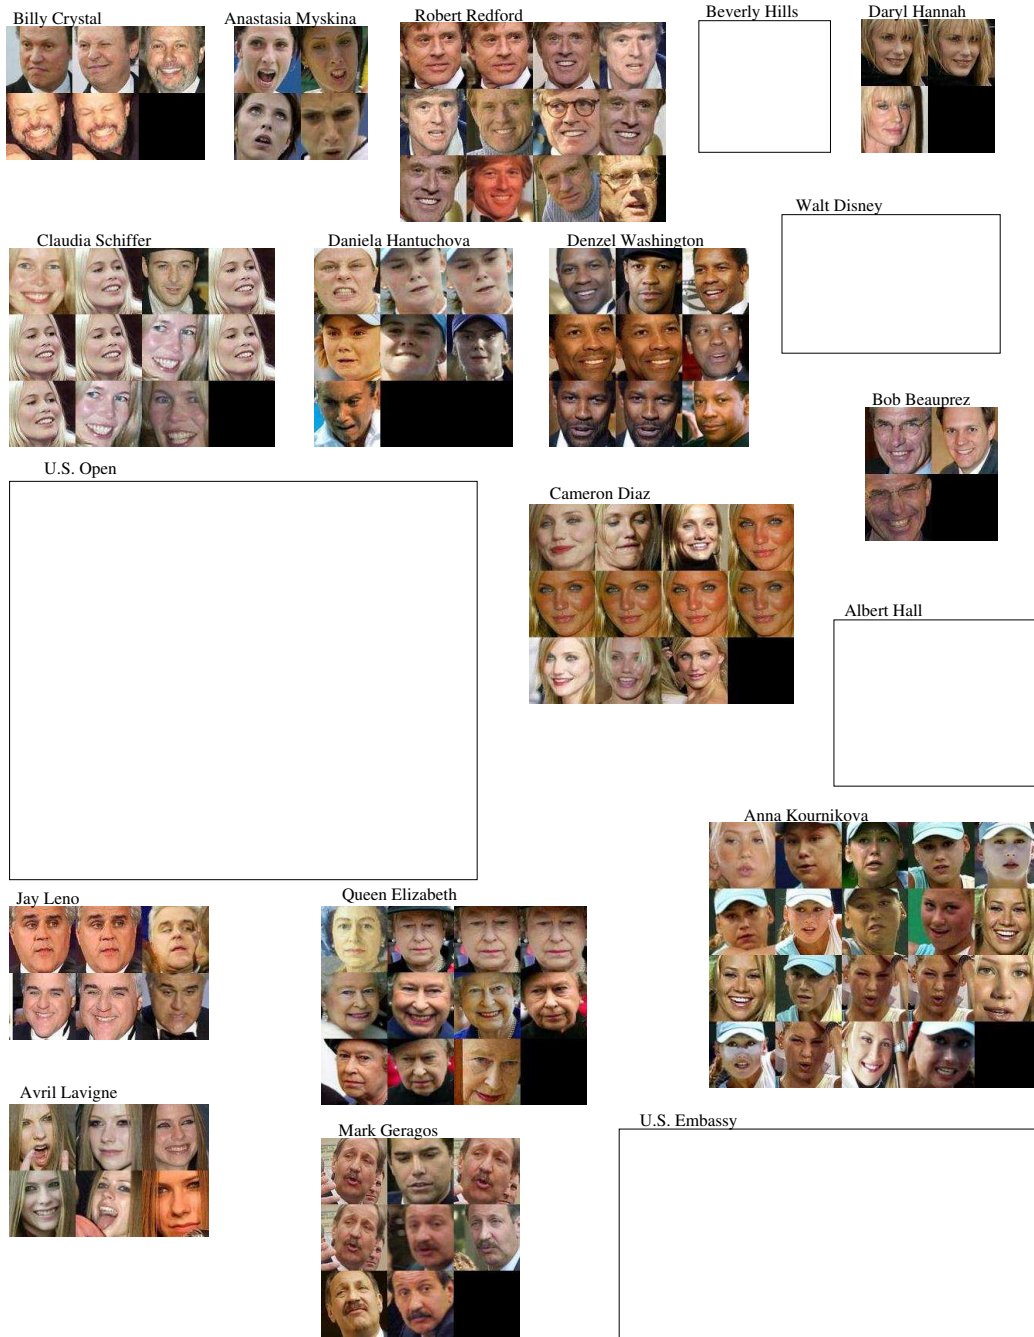 Billy Crystal
Anastasia Myskina
Robert Redford
Beverly Hills
Daryl Hannah
Walt Disney
Claudia Schiffer
Daniela Hantuchova
Denzel Washington
Bob Beauprez
U.S. Open
Cameron Diaz
Albert Hall
Anna Kournikova
Jay Leno
Queen Elizabeth
Avril Lavigne
U.S. Embassy
Mark Geragos